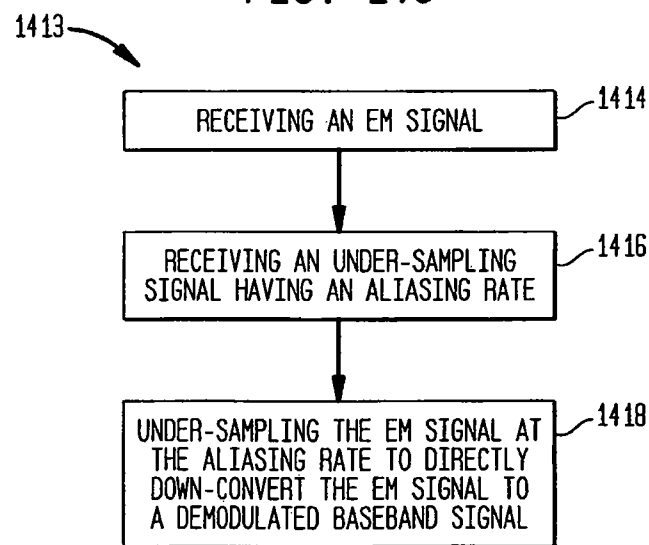 1413
RECEIVING AN EM SIGNAL
1414
RECEIVING AN UNDER-SAMPLING
SIGNAL HAVING AN ALIASING RATE
1416
UNDER-SAMPLING THE EM SIGNAL AT
THE ALIASING RATE TO DIRECTLY
DOWN-CONVERT THE EM SIGNAL TO
A DEMODULATED BASEBAND SIGNAL
1418